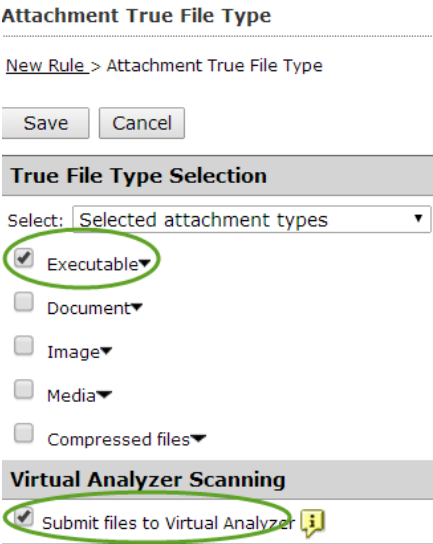 Attachment True File Type
New Rule > Attachment True File Type
Save Cancel
True File Type Selection
Select: Selected attachment types
Executable
Document
Image
Media
Compressed files
Virtual Analyzer Scanning
Submit files to Virtual Analyzer